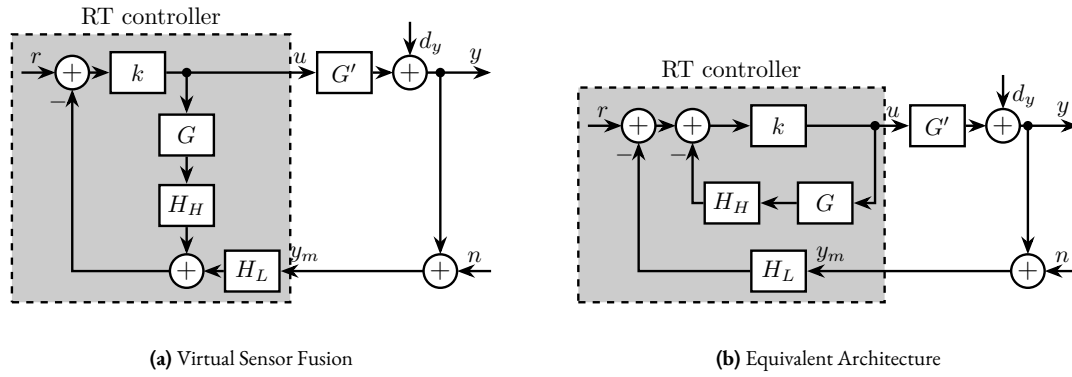 RT controller
r
+
k
u
G′
+
d_y
y
−
G
H_H
+
H_L
y_m
+
n
(a) Virtual Sensor Fusion
RT controller
r
+
+
k
u
G′
+
d_y
y
−
−
H_H
G
H_L
y_m
+
n
(b) Equivalent Architecture